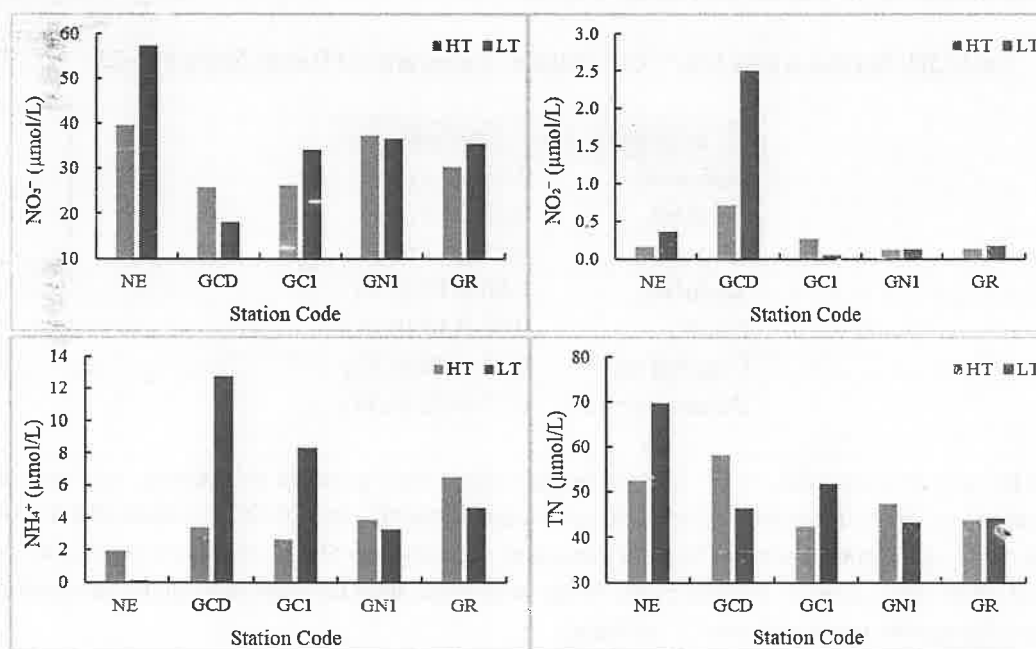 HT LT
60
50
40
30
20
10
NO₃⁻ (µmol/L)
NE GCD GC1 GN1 GR
Station Code
HT LT
3.0
2.5
2.0
1.5
1.0
0.5
0.0
NO₂⁻ (µmol/L)
NE GCD GC1 GN1 GR
Station Code
HT LT
14
12
10
8
6
4
2
0
NH₄⁺ (µmol/L)
NE GCD GC1 GN1 GR
Station Code
HT LT
80
70
60
50
40
30
TN (µmol/L)
NE GCD GC1 GN1 GR
Station Code